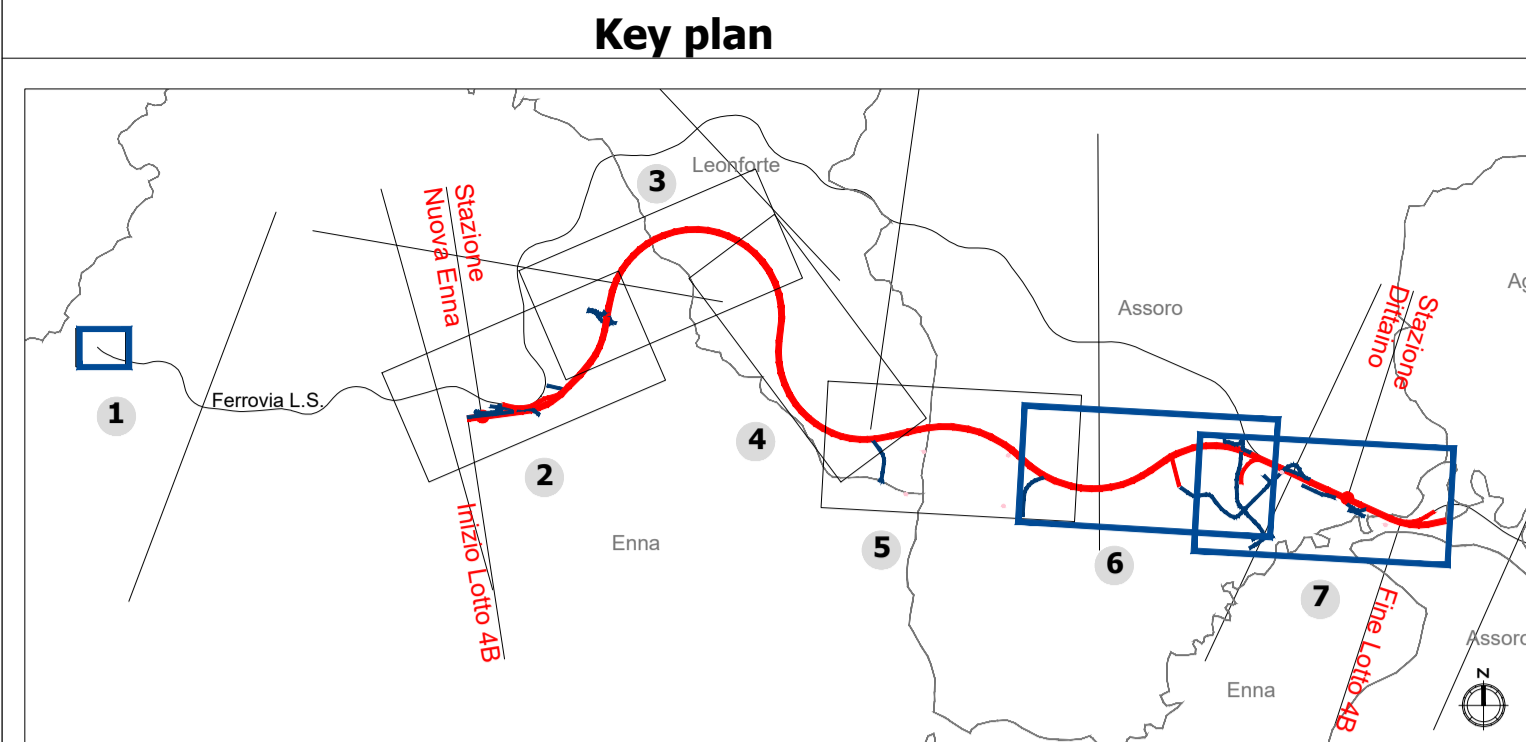 Key plan
Leonforte
3
Stazione
Nuova Enna
Assoro
Ag
Stazione
Dittaino
Ferrovia L.S.
1
4
2
Inizio Lotto 4B
Enna
5
6
7
Fine Lotto 4B
Assoro
Enna
N